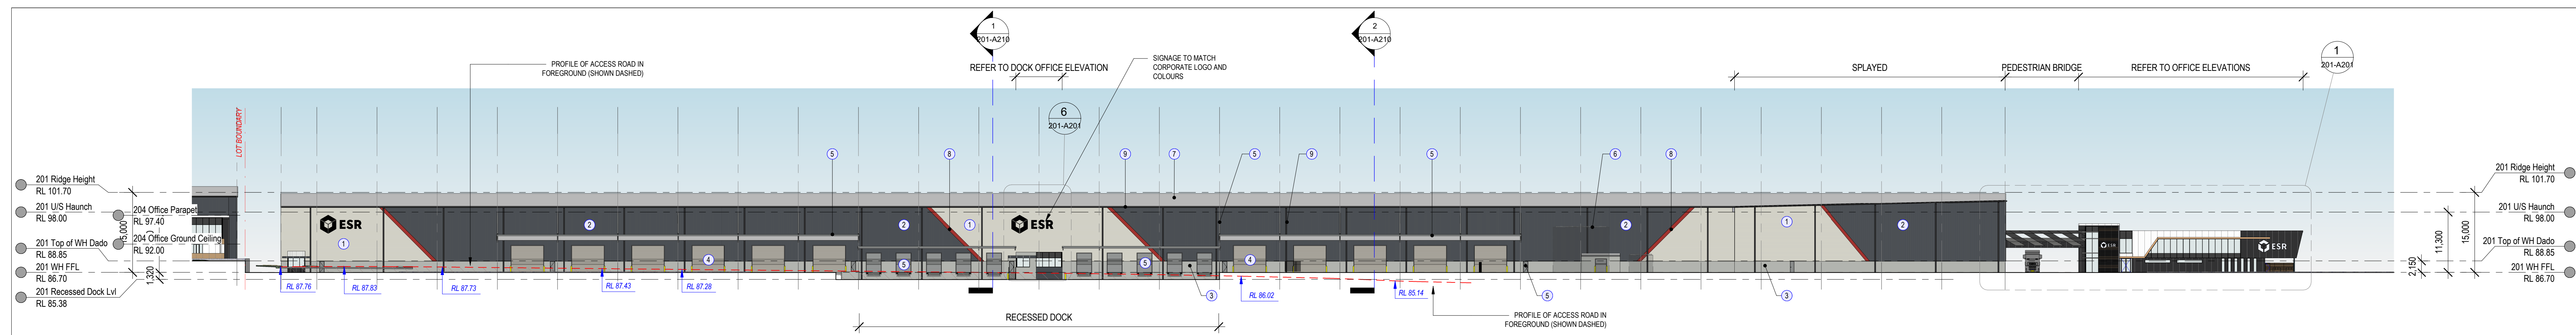 1
201-A210
2
201-A210
1
201-A201
PROFILE OF ACCESS ROAD IN
FOREGROUND (SHOWN DASHED)
REFER TO DOCK OFFICE ELEVATION
SIGNAGE TO MATCH
CORPORATE LOGO AND
COLOURS
SPLAYED
PEDESTRIAN BRIDGE
REFER TO OFFICE ELEVATIONS
6
201-A201
LOT BOUNDARY
5
8
9
7
5
9
5
6
8
201 Ridge Height
RL 101.70
201 U/S Haunch
RL 98.00
204 Office Parapet
RL 97.40
204 Office Ground Ceiling
RL 92.00
201 Top of WH Dado
RL 88.85
201 WH FFL
RL 86.70
201 Recessed Dock Lvl
RL 85.38
1,320
ESR
ESR
1
2
2
1
2
1
2
4
5
5
4
3
5
3
ESR
ESR
RL 87.76
RL 87.83
RL 87.73
RL 87.43
RL 87.28
RL 86.02
RL 85.14
RECESSED DOCK
PROFILE OF ACCESS ROAD IN
FOREGROUND (SHOWN DASHED)
2,150
11,300
15,000
201 Ridge Height
RL 101.70
201 U/S Haunch
RL 98.00
201 Top of WH Dado
RL 88.85
201 WH FFL
RL 86.70